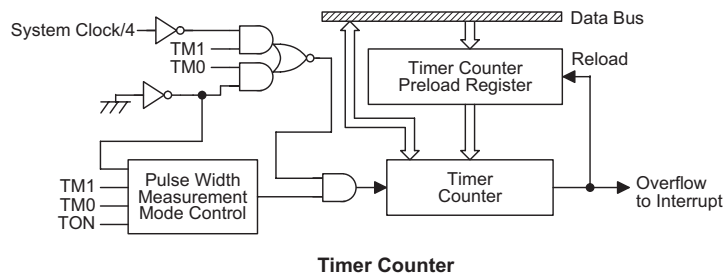 System Clock/4
TM1
TM0
Data Bus
Timer Counter
Preload Register
Reload
TM1
TM0
TON
Pulse Width
Measurement
Mode Control
Timer
Counter
Overflow
to Interrupt
Timer Counter